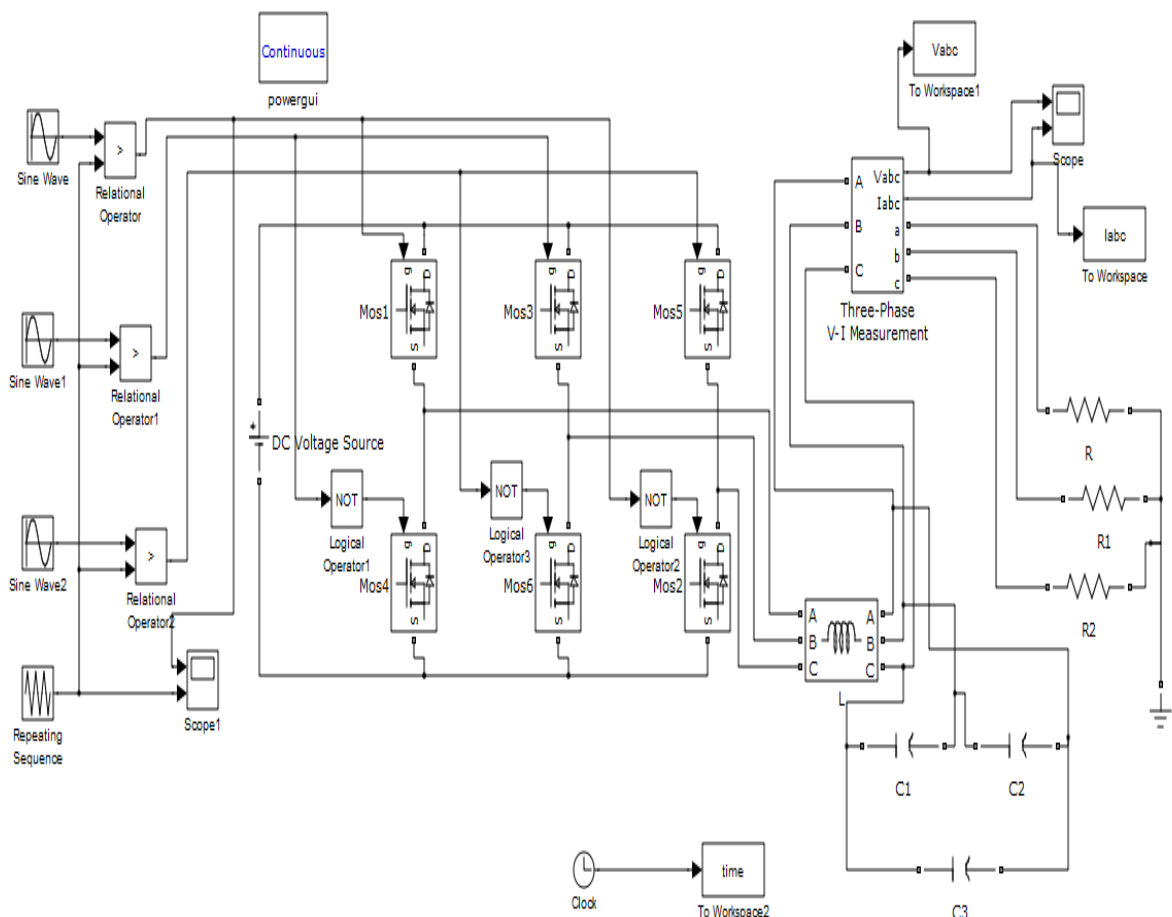 Continuous
powergui
Vabc
To Workspace1
Sine Wave
>
Relational
Operator
Scope
A
B
C
Vabc
Iabc
a
b
c
Three-Phase
V-I Measurement
Iabc
To Workspace
Sine Wave1
>
Relational
Operator1
g
D
S
Mos1
g
D
S
Mos3
g
D
S
Mos5
+
DC Voltage Source
R
R1
R2
Sine Wave2
>
Relational
Operator2
NOT
Logical
Operator1
NOT
Logical
Operator3
NOT
Logical
Operator2
g
D
S
Mos4
g
D
S
Mos6
g
D
S
Mos2
A
B
C
A
B
C
L
Repeating
Sequence
Scope1
C1
C2
C3
Clock
time
To Workspace2